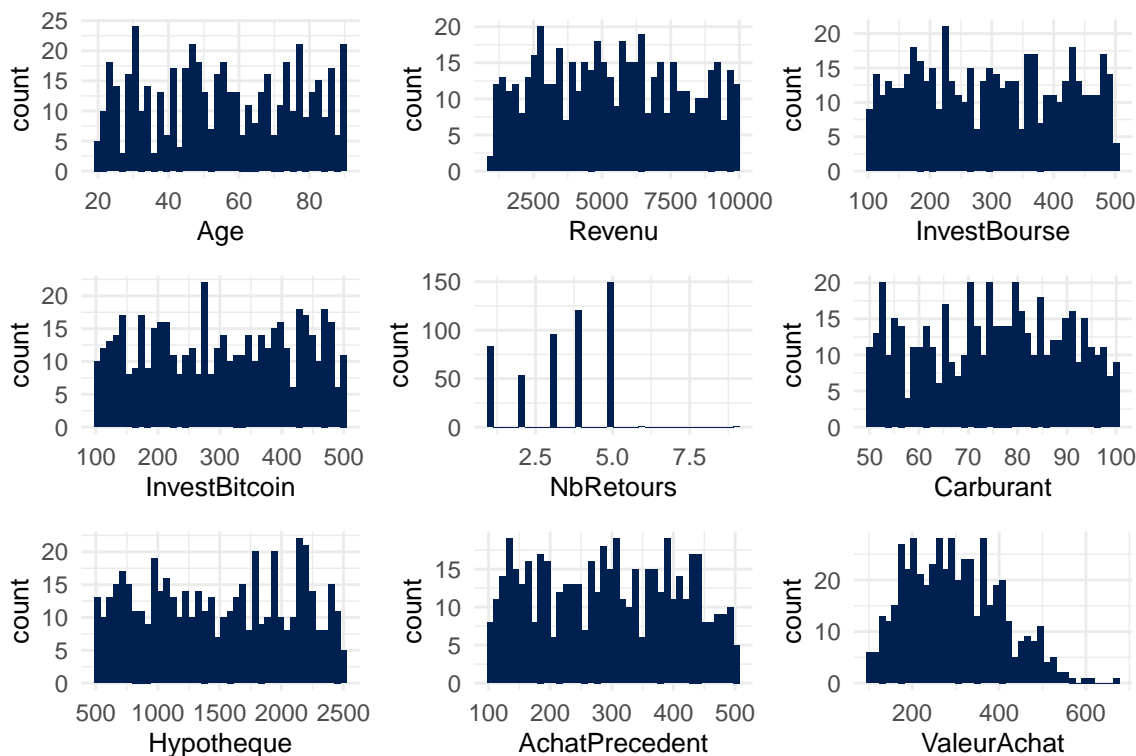 count
25
20
15
10
5
0
20 40 60 80
Age
count
20
15
10
5
0
2500 5000 7500 10000
Revenu
count
20
15
10
5
0
100 200 300 400 500
InvestBourse
count
20
15
10
5
0
100 200 300 400 500
InvestBitcoin
count
150
100
50
0
2.5 5.0 7.5
NbRetours
count
20
15
10
5
0
50 60 70 80 90 100
Carburant
count
20
15
10
5
0
500 1000 1500 2000 2500
Hypotheque
count
15
10
5
0
100 200 300 400 500
AchatPrecedent
count
20
10
0
200 400 600
ValeurAchat